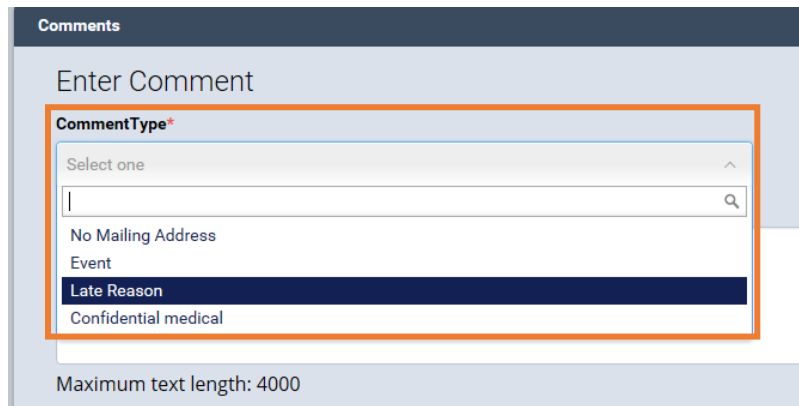 Comments
Enter Comment
CommentType*
Select one
No Mailing Address
Event
Late Reason
Confidential medical
Maximum text length: 4000